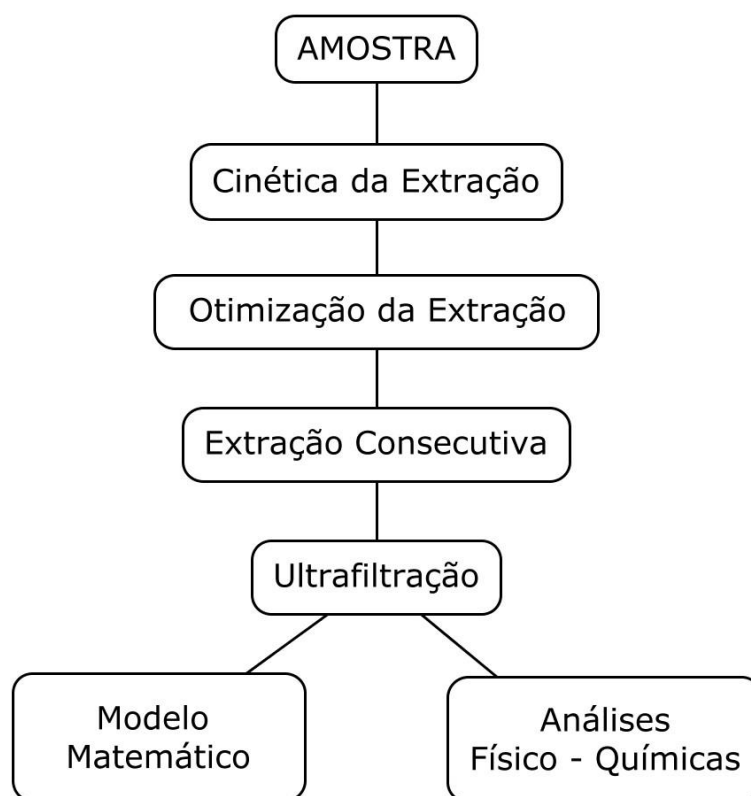 AMOSTRA
Cinética da Extração
Otimização da Extração
Extração Consecutiva
Ultrafiltração
Modelo
Matemático
Análises
Físico - Químicas